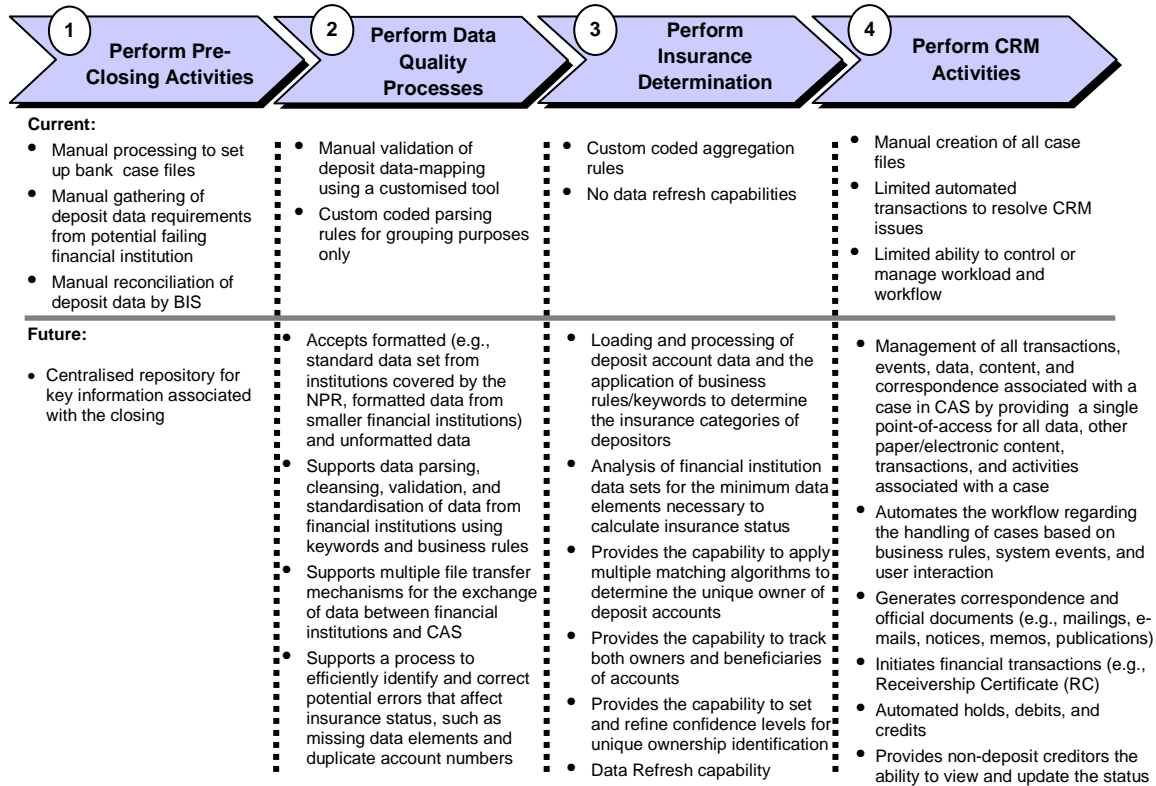 1
Perform Pre-
Closing Activities
2
Perform Data
Quality
Processes
3
Perform
Insurance
Determination
4
Perform CRM
Activities
Current:
• Manual processing to set
up bank case files
• Manual gathering of
deposit data requirements
from potential failing
financial institution
• Manual reconciliation of
deposit data by BIS
• Manual validation of
deposit data-mapping
using a customised tool
• Custom coded parsing
rules for grouping purposes
only
• Custom coded aggregation
rules
• No data refresh capabilities
• Manual creation of all case
files
• Limited automated
transactions to resolve CRM
issues
• Limited ability to control or
manage workload and
workflow
Future:
• Centralised repository for
key information associated
with the closing
• Accepts formatted (e.g.,
standard data set from
institutions covered by the
NPR, formatted data from
smaller financial institutions)
and unformatted data
• Supports data parsing,
cleansing, validation, and
standardisation of data from
financial institutions using
keywords and business rules
• Supports multiple file transfer
mechanisms for the exchange
of data between financial
institutions and CAS
• Supports a process to
efficiently identify and correct
potential errors that affect
insurance status, such as
missing data elements and
duplicate account numbers
• Loading and processing of
deposit account data and the
application of business
rules/keywords to determine
the insurance categories of
depositors
• Analysis of financial institution
data sets for the minimum data
elements necessary to
calculate insurance status
• Provides the capability to apply
multiple matching algorithms to
determine the unique owner of
deposit accounts
• Provides the capability to track
both owners and beneficiaries
of accounts
• Provides the capability to set
and refine confidence levels for
unique ownership identification
• Data Refresh capability
• Management of all transactions,
events, data, content, and
correspondence associated with a
case in CAS by providing a single
point-of-access for all data, other
paper/electronic content,
transactions, and activities
associated with a case
• Automates the workflow regarding
the handling of cases based on
business rules, system events, and
user interaction
• Generates correspondence and
official documents (e.g., mailings, e-
mails, notices, memos, publications)
• Initiates financial transactions (e.g.,
Receivership Certificate (RC)
• Automated holds, debits, and
credits
• Provides non-deposit creditors the
ability to view and update the status